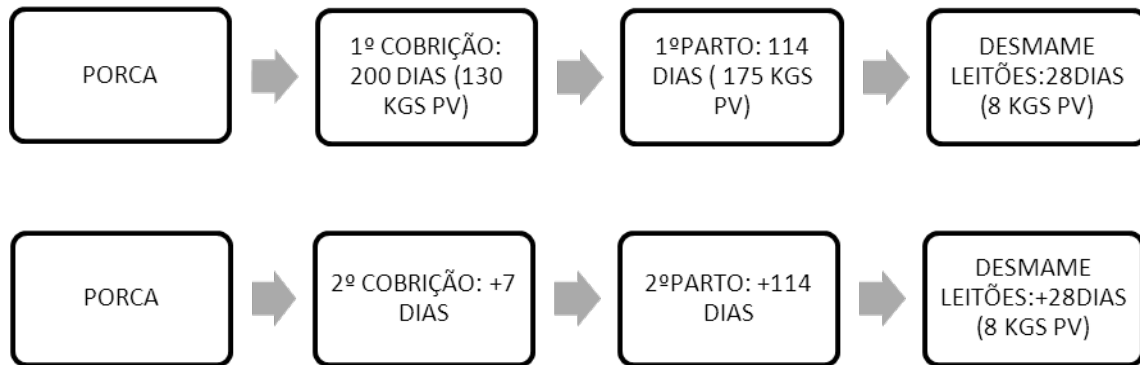 PORCA
1º COBRIÇÃO:
200 DIAS (130
KGS PV)
1ºPARTO: 114
DIAS ( 175 KGS
PV)
DESMAME
LEITÕES:28DIAS
(8 KGS PV)
PORCA
2º COBRIÇÃO: +7
DIAS
2ºPARTO: +114
DIAS
DESMAME
LEITÕES:+28DIAS
(8 KGS PV)